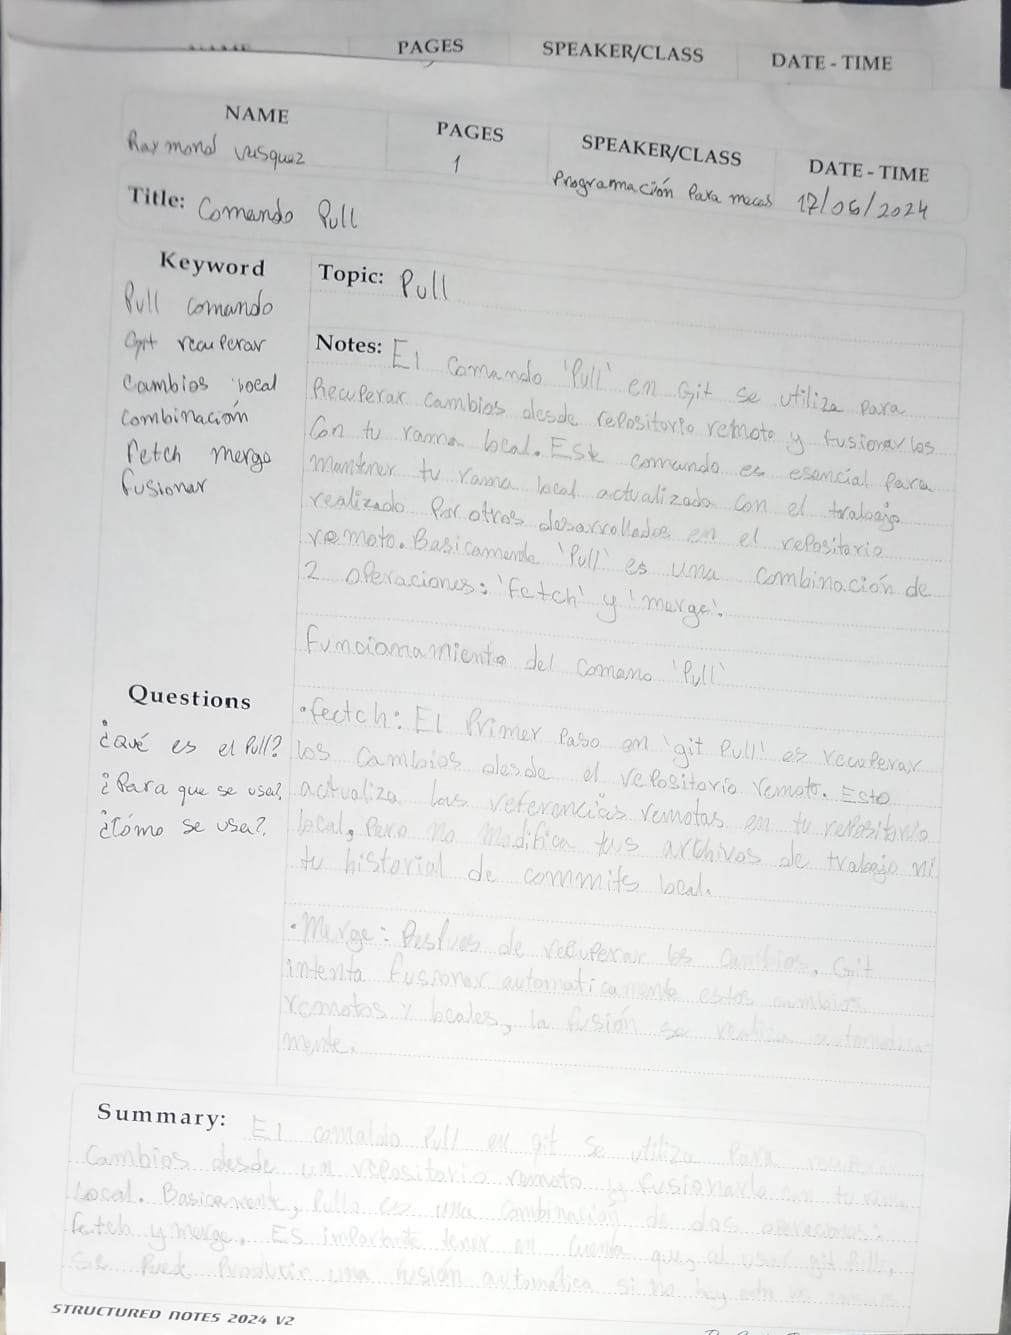 PAGES SPEAKER/CLASS DATE - TIME
NAME PAGES SPEAKER/CLASS DATE - TIME
Raymond Vasquez 1 Programación Para mecas 17/06/2024
Title: Comando Pull
Keyword
Pull comando
Git recuperar
Cambios local
Combinación
Fetch merge
fusionar
Topic: Pull
Notes: El Comando 'Pull' en Git se utiliza para
Recuperar cambios desde repositorio remoto y fusionar los
Con tu rama local. Este comando es esencial para
mantener tu rama local actualizada con el trabajo
realizado por otros desarrollados en el repositorio
remoto. Basicamente 'Pull' es una combinación de
2 operaciones: 'Fetch' y 'merge'.
Funcionamiento del comano 'Pull'
Questions
¿Qué es el Pull?
¿Para que se usa?
¿Cómo se usa?
• fectch: El Primer Paso en 'git Pull' es recuperar
los cambios desde el repositorio remoto. Esto
actualiza las referencias remotas en tu repositorio
local, Pero no modifica tus archivos de trabajo ni
tu historial de commits local.
• Merge: Después de recuperar los cambios, Git
intenta fusionar automaticamente estos cambios
remotos y locales, la fusión se realiza automatica
mente.
Summary: El comando Pull en git se utiliza Para
Cambios desde un repositorio remoto y fusionarlo con tu rama
Local. Basicamente, Pull es una combinación de dos operaciones:
fetch y merge. Es importante tener en cuenta que, al usar git Pull,
se Puede Producir una fusión automática si no hay
STRUCTURED NOTES 2024 V2